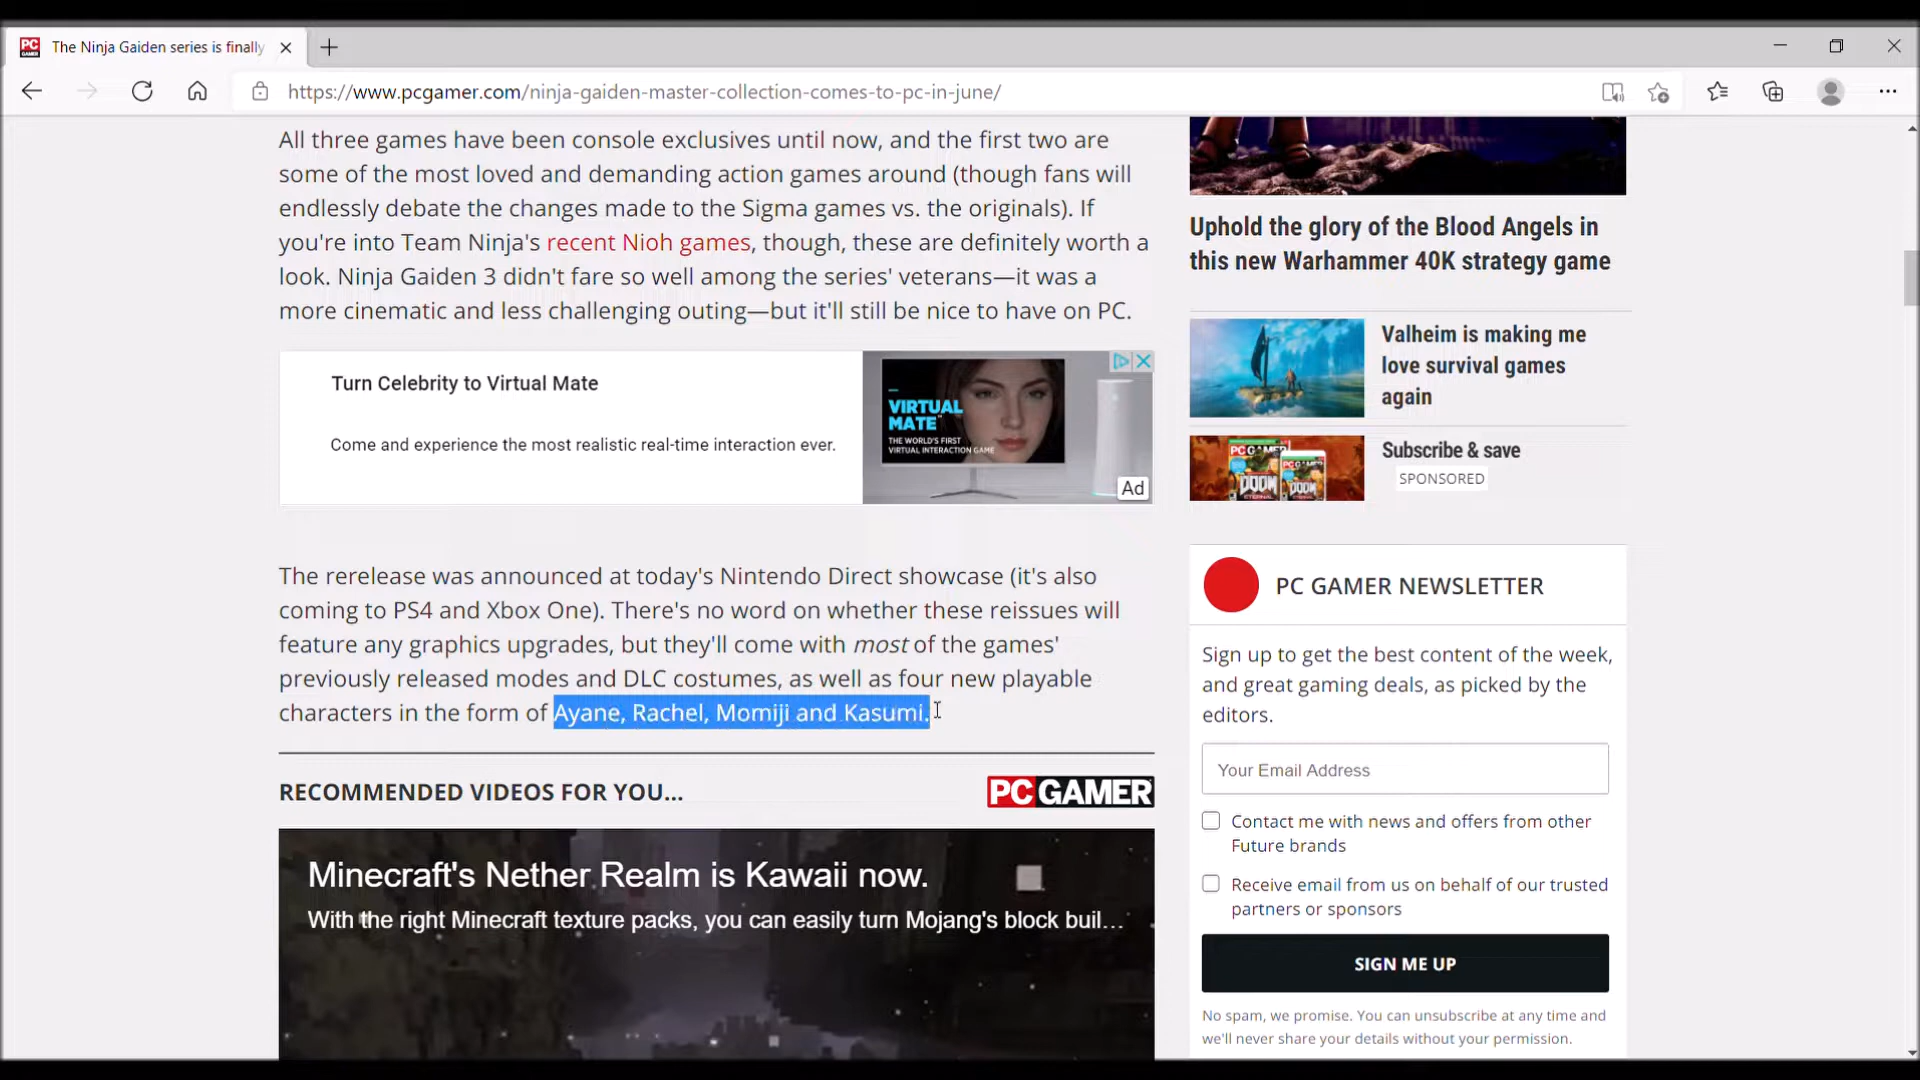 PC GAMER
The Ninja Gaiden series is finally
https://www.pcgamer.com/ninja-gaiden-master-collection-comes-to-pc-in-june/
All three games have been console exclusives until now, and the first two are
some of the most loved and demanding action games around (though fans will
endlessly debate the changes made to the Sigma games vs. the originals). If
you're into Team Ninja's recent Nioh games, though, these are definitely worth a
look. Ninja Gaiden 3 didn't fare so well among the series' veterans—it was a
more cinematic and less challenging outing—but it'll still be nice to have on PC.
Turn Celebrity to Virtual Mate
Come and experience the most realistic real-time interaction ever.
VIRTUAL
MATE
THE WORLD'S FIRST
VIRTUAL INTERACTION GAME
Ad
The rerelease was announced at today's Nintendo Direct showcase (it's also
coming to PS4 and Xbox One). There's no word on whether these reissues will
feature any graphics upgrades, but they'll come with most of the games'
previously released modes and DLC costumes, as well as four new playable
characters in the form of Ayane, Rachel, Momiji and Kasumi.
RECOMMENDED VIDEOS FOR YOU...
PC GAMER
Minecraft's Nether Realm is Kawaii now.
With the right Minecraft texture packs, you can easily turn Mojang's block buil...
Uphold the glory of the Blood Angels in
this new Warhammer 40K strategy game
Valheim is making me
love survival games
again
PC GAMER
DOOM
DOOM
Subscribe & save
SPONSORED
PC GAMER NEWSLETTER
Sign up to get the best content of the week,
and great gaming deals, as picked by the
editors.
Your Email Address
Contact me with news and offers from other
Future brands
Receive email from us on behalf of our trusted
partners or sponsors
SIGN ME UP
No spam, we promise. You can unsubscribe at any time and
we'll never share your details without your permission.